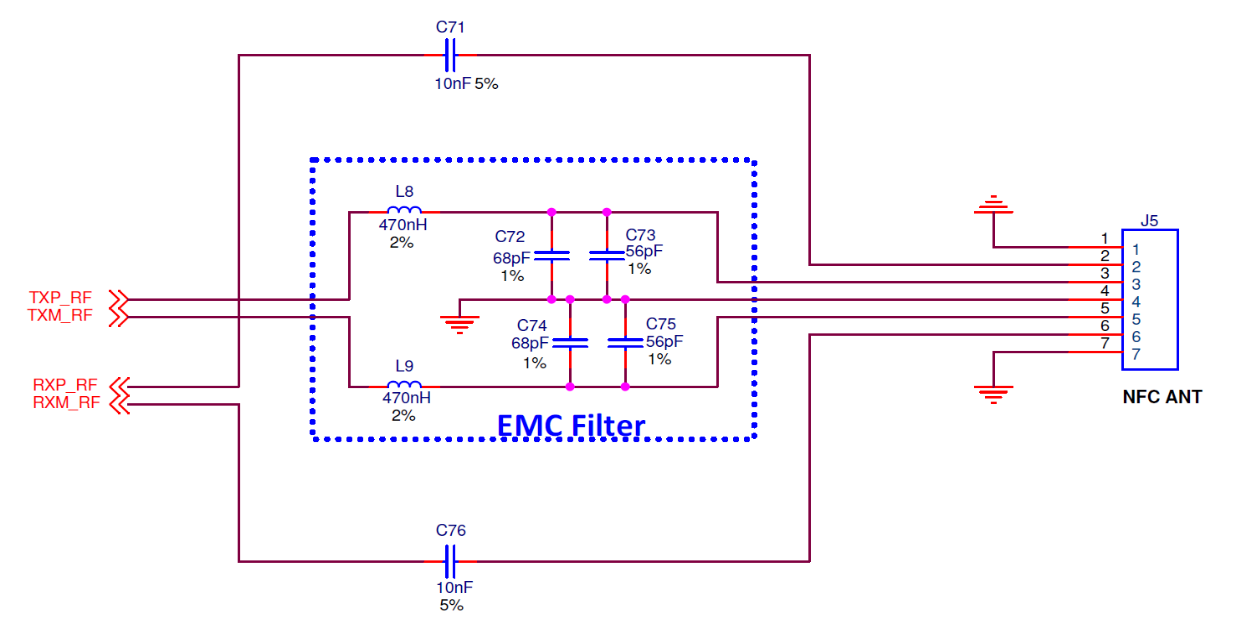 C71
10nF 5%
L8
470nH
2%
C72
68pF
1%
C73
56pF
1%
TXP_RF
TXM_RF
C74
68pF
1%
C75
56pF
1%
RXP_RF
RXM_RF
L9
470nH
2%
EMC Filter
J5
1 1
2 2
3 3
4 4
5 5
6 6
7 7
NFC ANT
C76
10nF
5%